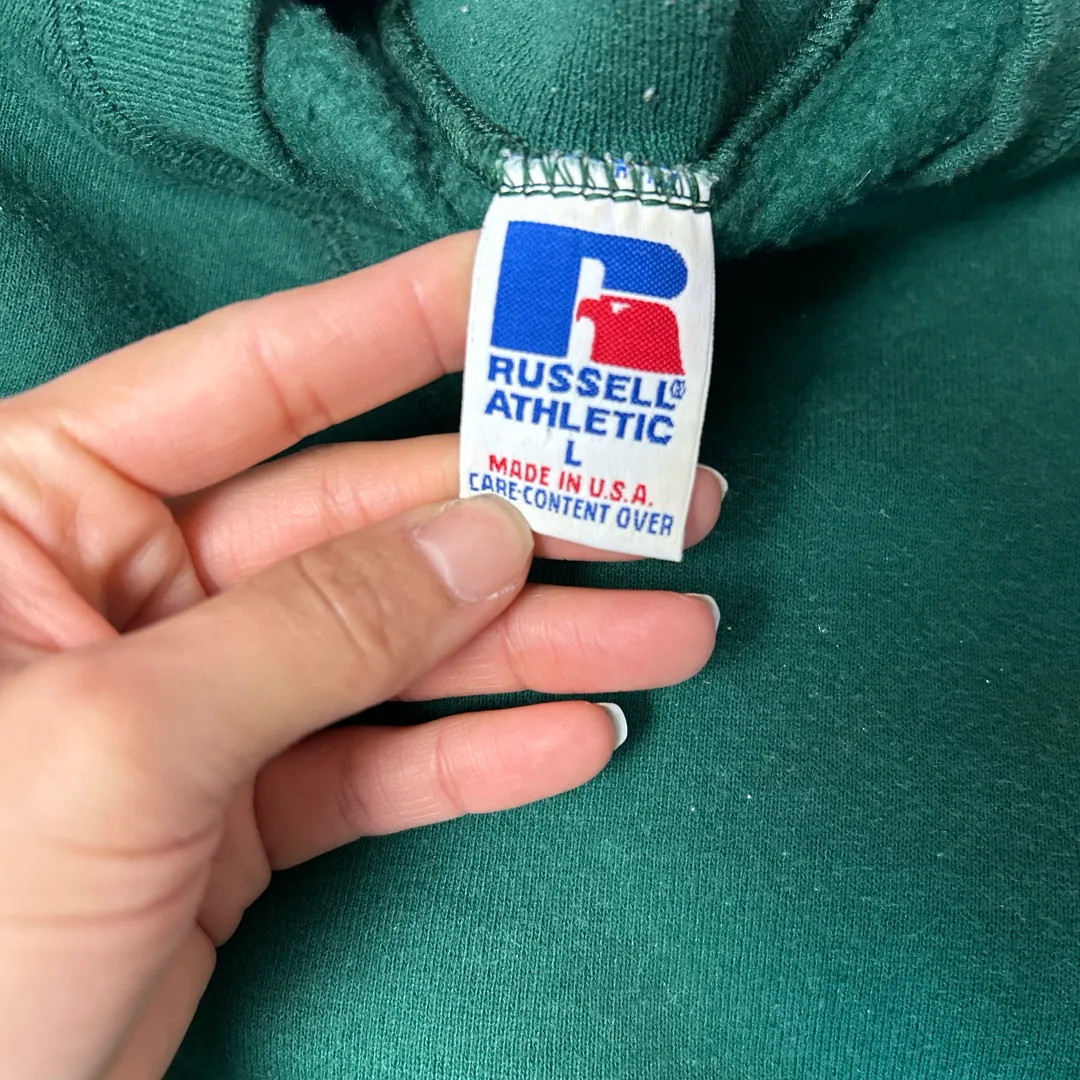 RUSSELL®
ATHLETIC
L
MADE IN U.S.A.
CARE-CONTENT OVER